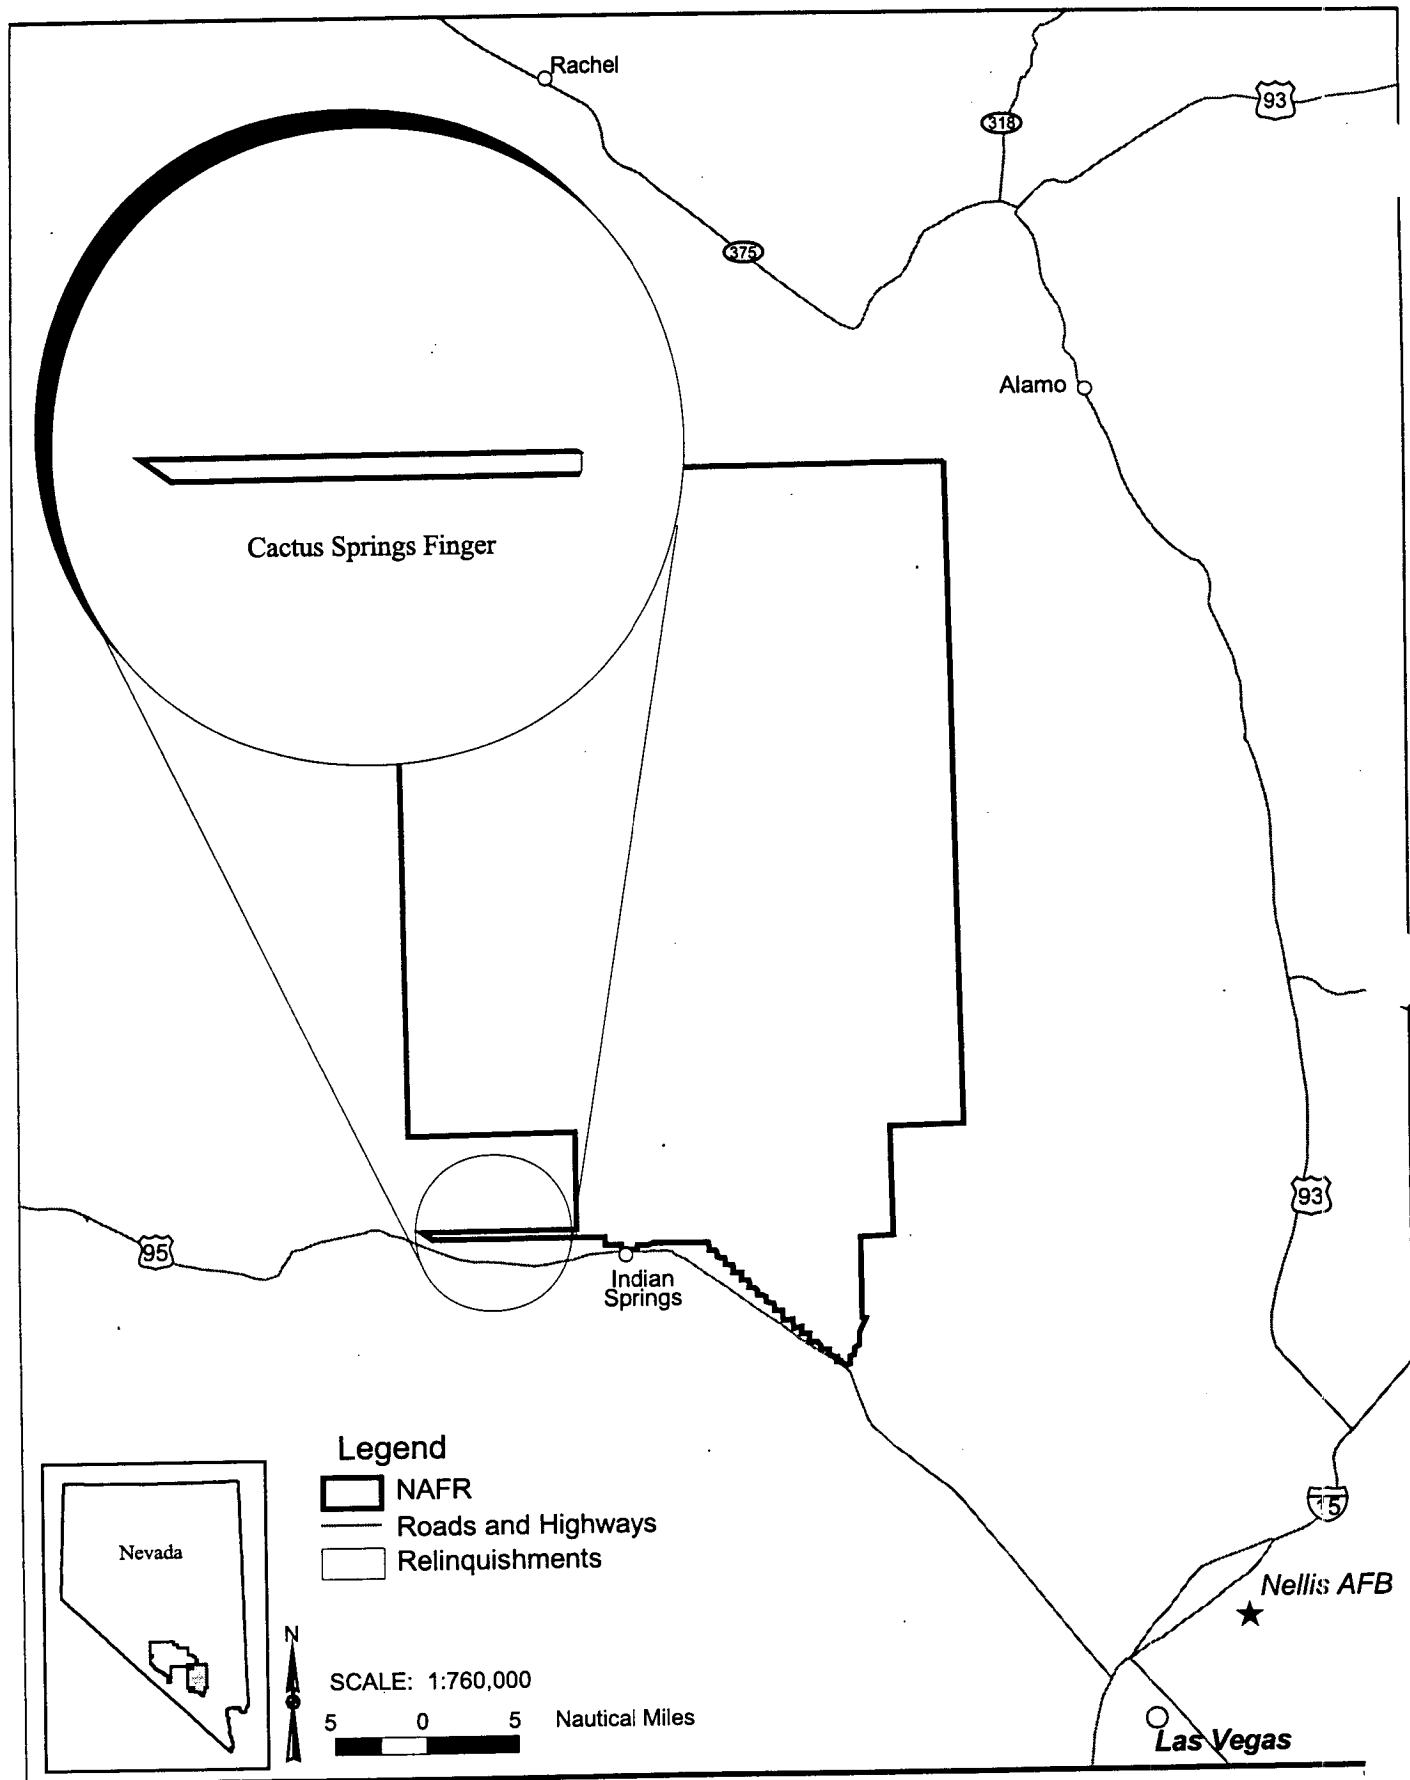 Rachel
93
318
375
Alamo
Cactus Springs Finger
93
95
Indian
Springs
Legend
NAFR
Roads and Highways
Relinquishments
Nevada
15
Nellis AFB
N
SCALE: 1:760,000
5 0 5 Nautical Miles
Las Vegas